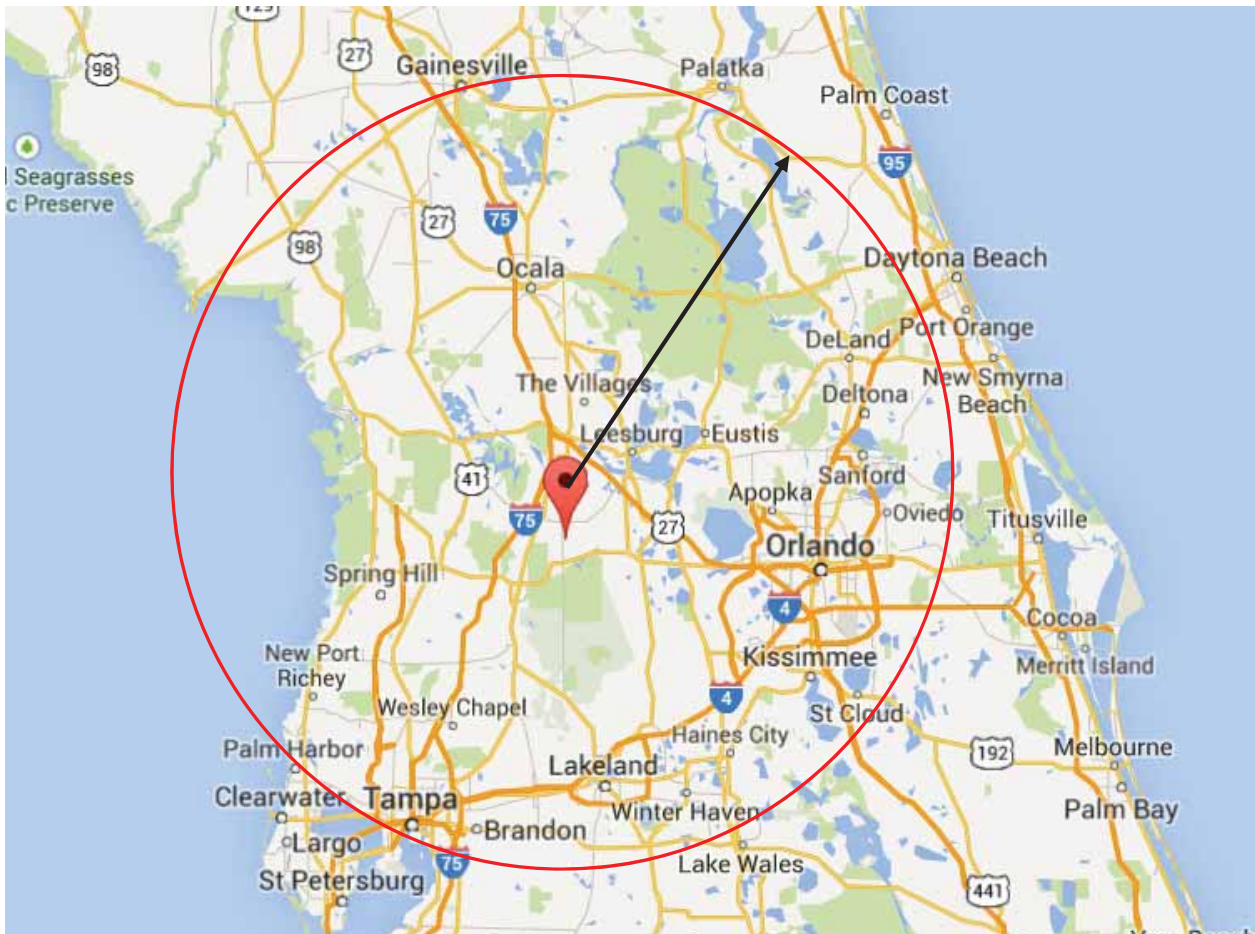 129
27
98
Gainesville
Palatka
Palm Coast
95
Seagrasses
c Preserve
75
27
98
Ocala
Daytona Beach
Port Orange
DeLand
The Villages
New Smyrna
Beach
Deltona
Leesburg
Eustis
41
Sanford
Apopka
75
27
Oviedo
Titusville
Orlando
Spring Hill
4
Cocoa
New Port
Richey
Kissimmee
Merritt Island
4
Wesley Chapel
St Cloud
Haines City
Palm Harbor
192
Melbourne
Lakeland
Clearwater
Tampa
Winter Haven
Palm Bay
Brandon
Largo
75
Lake Wales
St Petersburg
441